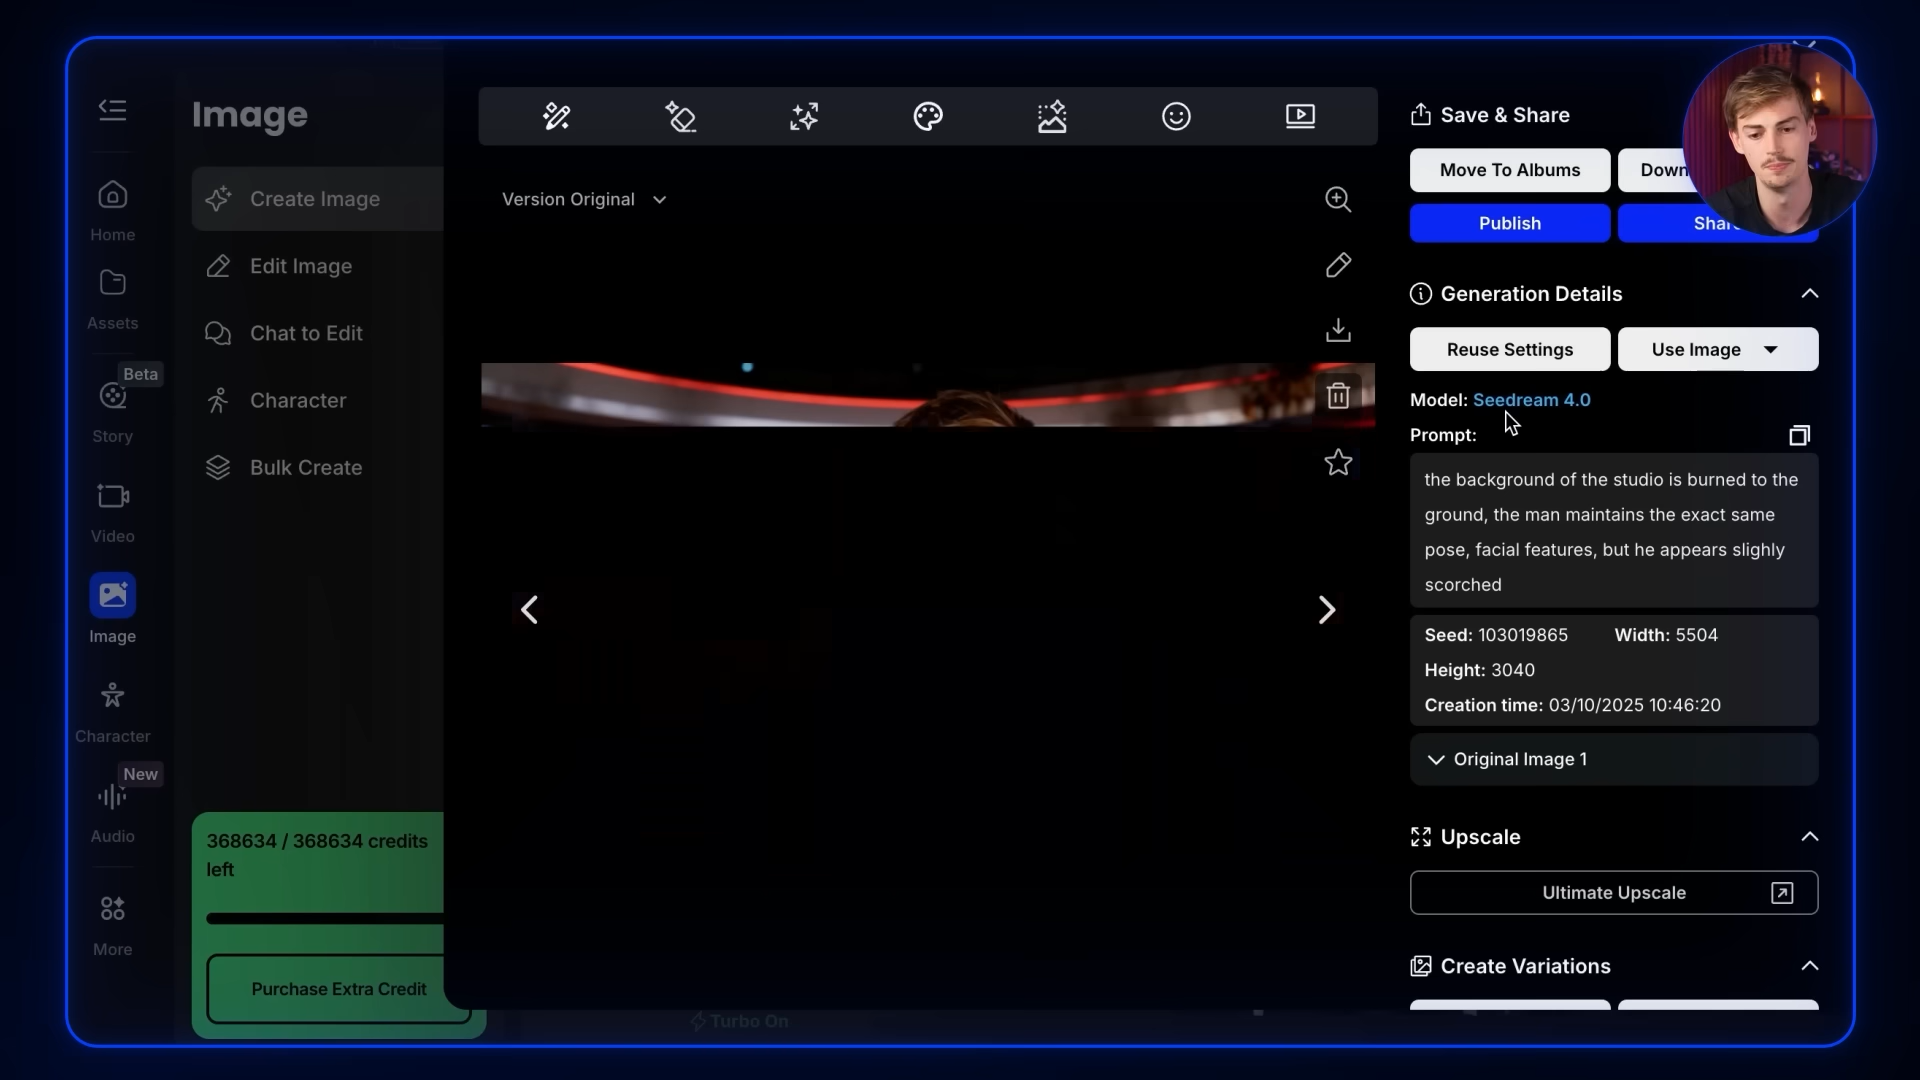 Image
Create Image
Edit Image
Chat to Edit
Character
Bulk Create
Home
Assets
Beta
Story
Video
Image
Character
New
Audio
More
368634 / 368634 credits
left
Purchase Extra Credit
Version Original
Turbo On
Save & Share
Move To Albums
Publish
Generation Details
Reuse Settings
Use Image
Model: Seedream 4.0
Prompt:
the background of the studio is burned to the
ground, the man maintains the exact same
pose, facial features, but he appears slighly
scorched
Seed: 103019865 Width: 5504
Height: 3040
Creation time: 03/10/2025 10:46:20
Original Image 1
Upscale
Ultimate Upscale
Create Variations